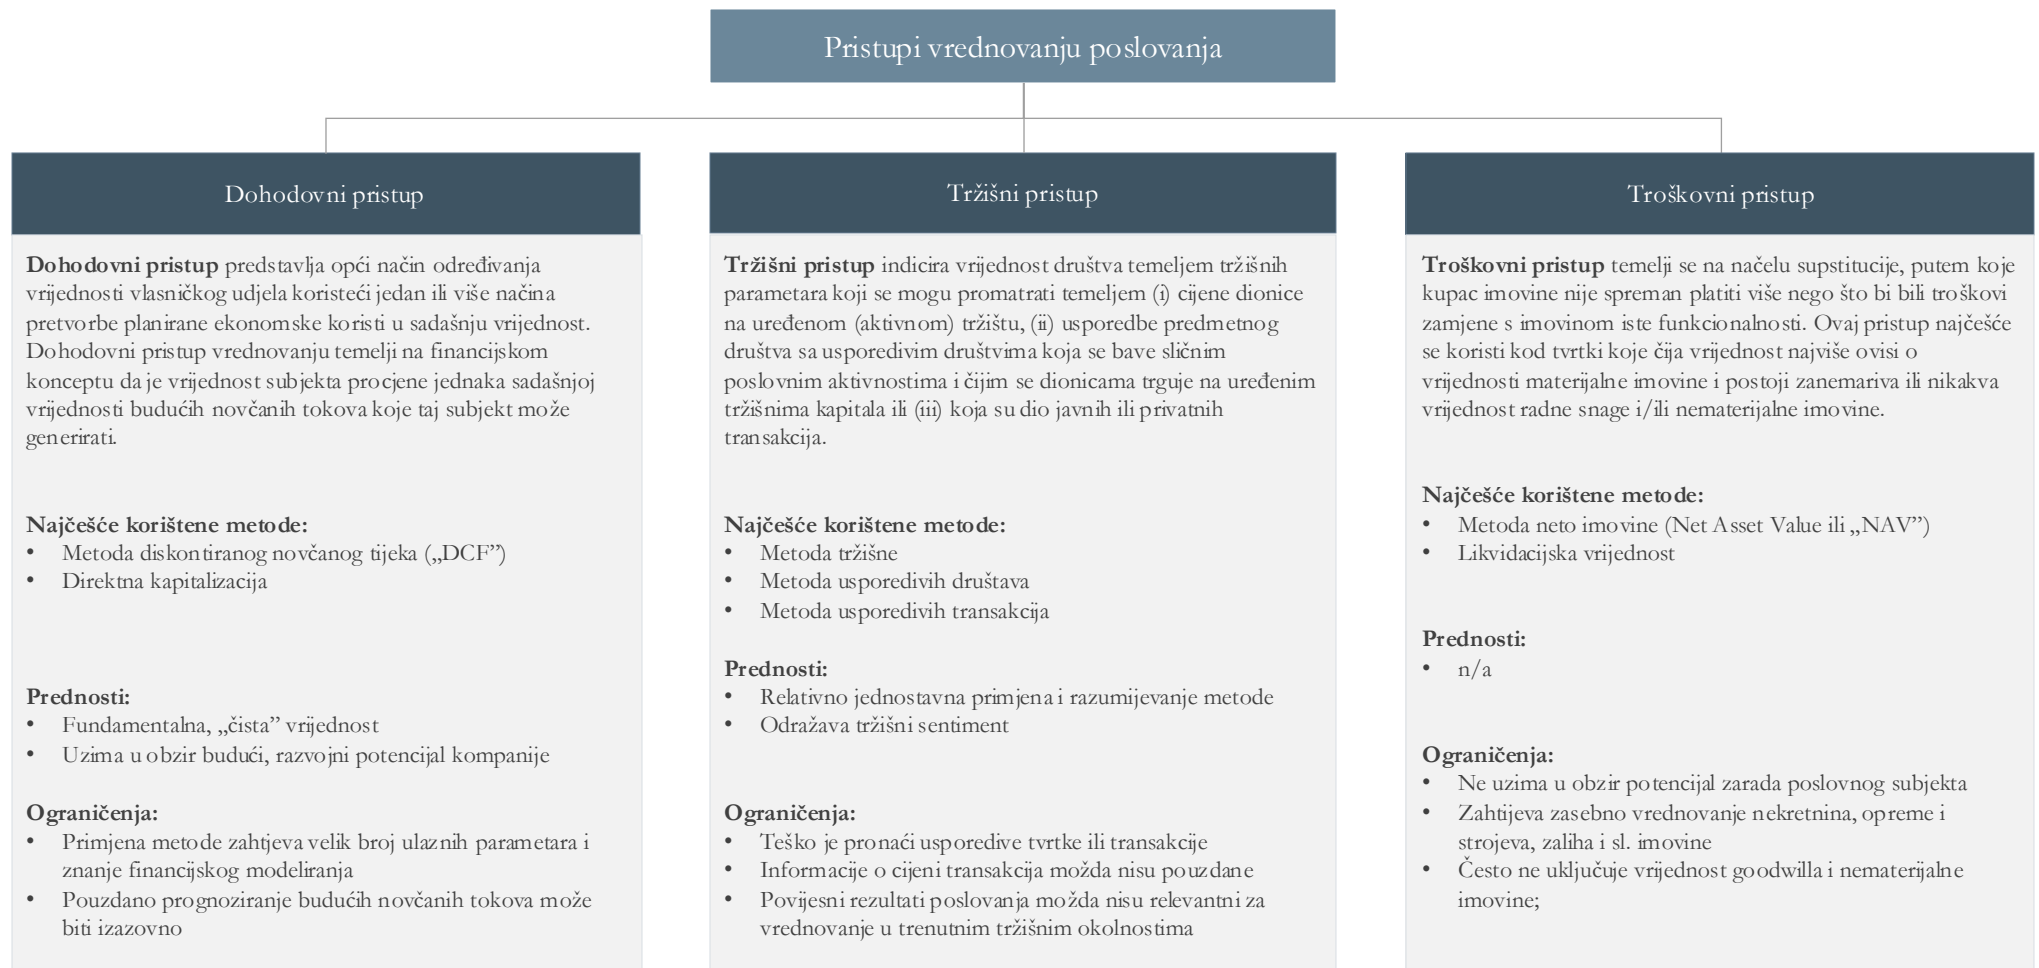 Pristupi vrednovanju poslovanja
Dohodovni pristup
Dohodovni pristup predstavlja opći način određivanja
vrijednosti vlasničkog udjela koristeći jedan ili više načina
pretvorbe planirane ekonomske koristi u sadašnju vrijednost.
Dohodovni pristup vrednovanju temelji na financijskom
konceptu da je vrijednost subjekta procjene jednaka sadašnjoj
vrijednosti budućih novčanih tokova koje taj subjekt može
generirati.
Najčešće korištene metode:
• Metoda diskontiranog novčanog tijeka („DCF”)
• Direktna kapitalizacija
Prednosti:
• Fundamentalna, „čista” vrijednost
• Uzima u obzir budući, razvojni potencijal kompanije
Ograničenja:
• Primjena metode zahtjeva velik broj ulaznih parametara i
znanje financijskog modeliranja
• Pouzdano prognoziranje budućih novčanih tokova može
biti izazovno
Tržišni pristup
Tržišni pristup indicira vrijednost društva temeljem tržišnih
parametara koji se mogu promatrati temeljem (i) cijene dionice
na uređenom (aktivnom) tržištu, (ii) usporedbe predmetnog
društva sa usporedivim društvima koja se bave sličnim
poslovnim aktivnostima i čijim se dionicama trguje na uređenim
tržišnima kapitala ili (iii) koja su dio javnih ili privatnih
transakcija.
Najčešće korištene metode:
• Metoda tržišne
• Metoda usporedivih društava
• Metoda usporedivih transakcija
Prednosti:
• Relativno jednostavna primjena i razumijevanje metode
• Odražava tržišni sentiment
Ograničenja:
• Teško je pronaći usporedive tvrtke ili transakcije
• Informacije o cijeni transakcija možda nisu pouzdane
• Povijesni rezultati poslovanja možda nisu relevantni za
vrednovanje u trenutnim tržišnim okolnostima
Troškovni pristup
Troškovni pristup temelji se na načelu supstitucije, putem koje
kupac imovine nije spreman platiti više nego što bi bili troškovi
zamjene s imovinom iste funkcionalnosti. Ovaj pristup najčešće
se koristi kod tvrtki koje čija vrijednost najviše ovisi o
vrijednosti materijalne imovine i postoji zanemariva ili nikakva
vrijednost radne snage i/ili nematerijalne imovine.
Najčešće korištene metode:
• Metoda neto imovine (Net Asset Value ili „NAV”)
• Likvidacijska vrijednost
Prednosti:
• n/a
Ograničenja:
• Ne uzima u obzir potencijal zarada poslovnog subjekta
• Zahtijeva zasebno vrednovanje nekretnina, opreme i
strojeva, zaliha i sl. imovine
• Često ne uključuje vrijednost goodwilla i nematerijalne
imovine;